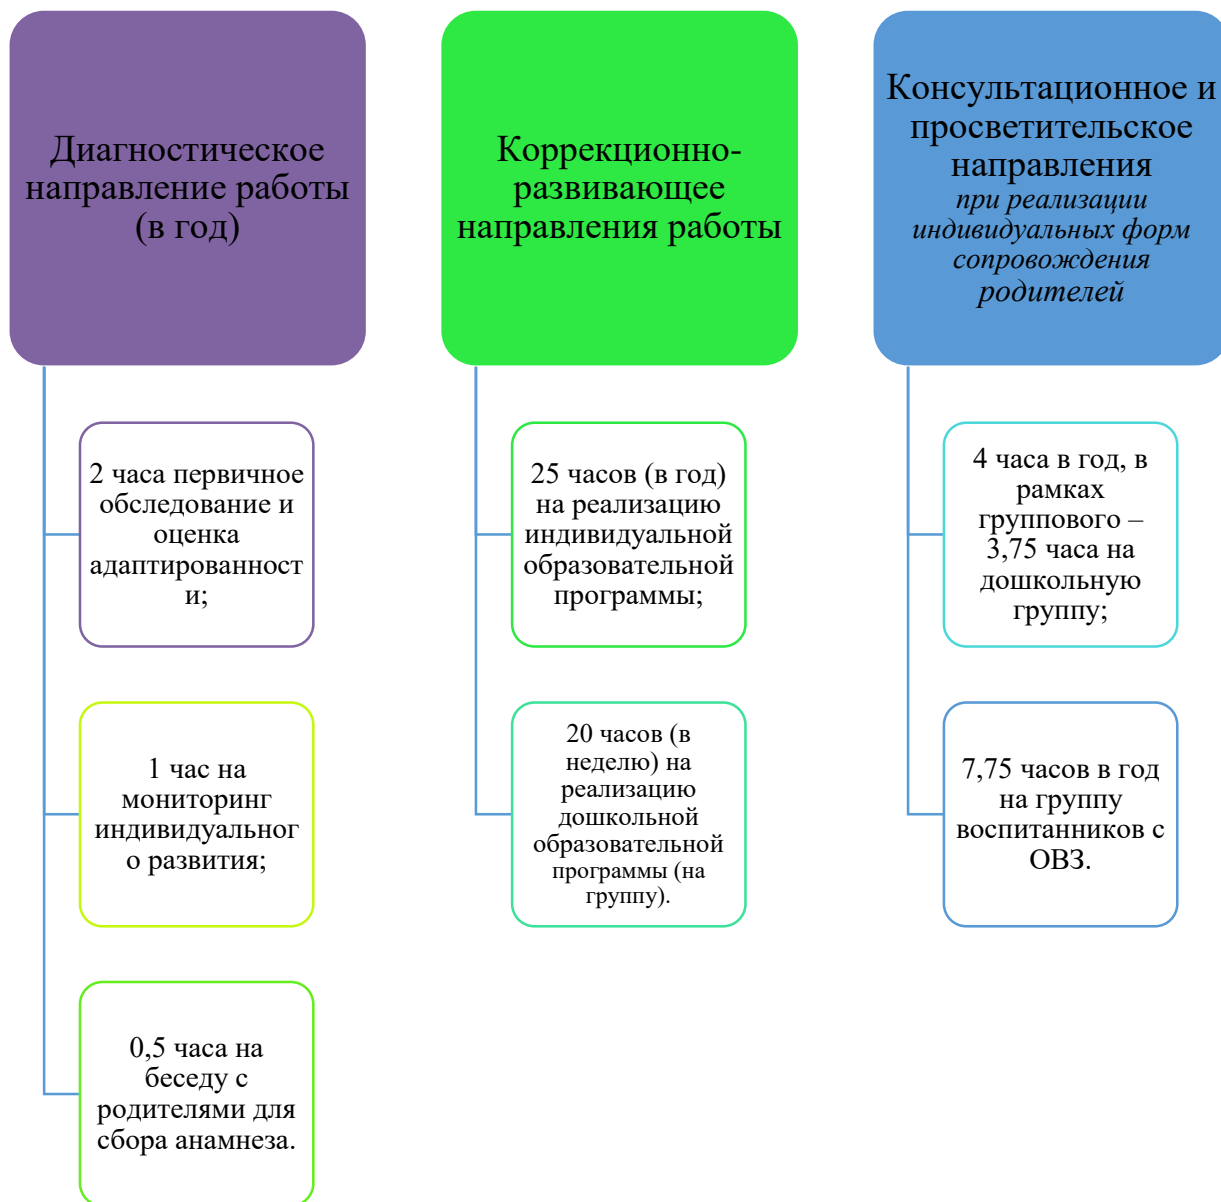 Диагностическое
направление работы
(в год)
2 часа первичное
обследование и
оценка
адаптированност
и;
1 час на
мониторинг
индивидуальног
о развития;
0,5 часа на
беседу с
родителями для
сбора анамнеза.
Коррекционно-
развивающее
направления работы
25 часов (в год)
на реализацию
индивидуальной
образовательной
программы;
20 часов (в
неделю) на
реализацию
дошкольной
образовательной
программы (на
группу).
Консультационное и
просветительское
направления
при реализации
индивидуальных форм
сопровождения
родителей
4 часа в год, в
рамках
группового –
3,75 часа на
дошкольную
группу;
7,75 часов в год
на группу
воспитанников с
ОВЗ.